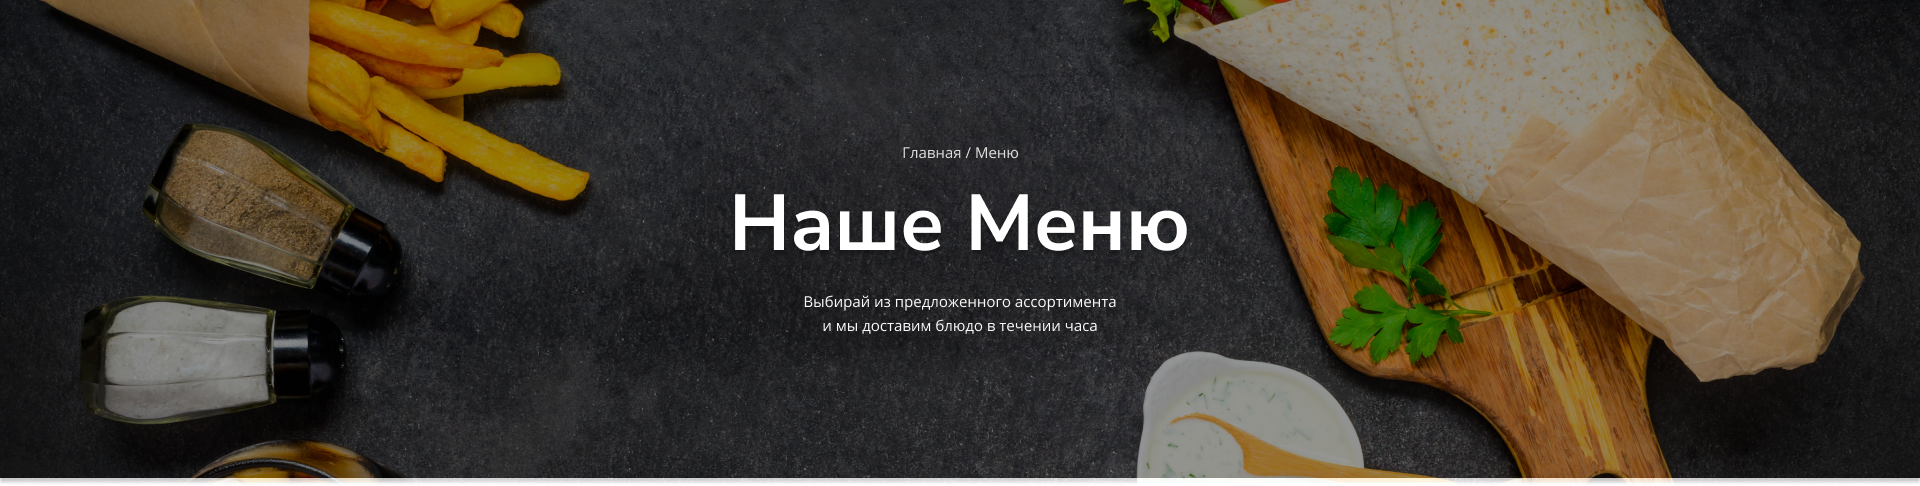 Главная / Меню
Наше Меню
Выбирай из предложенного ассортимента
и мы доставим блюдо в течении часа